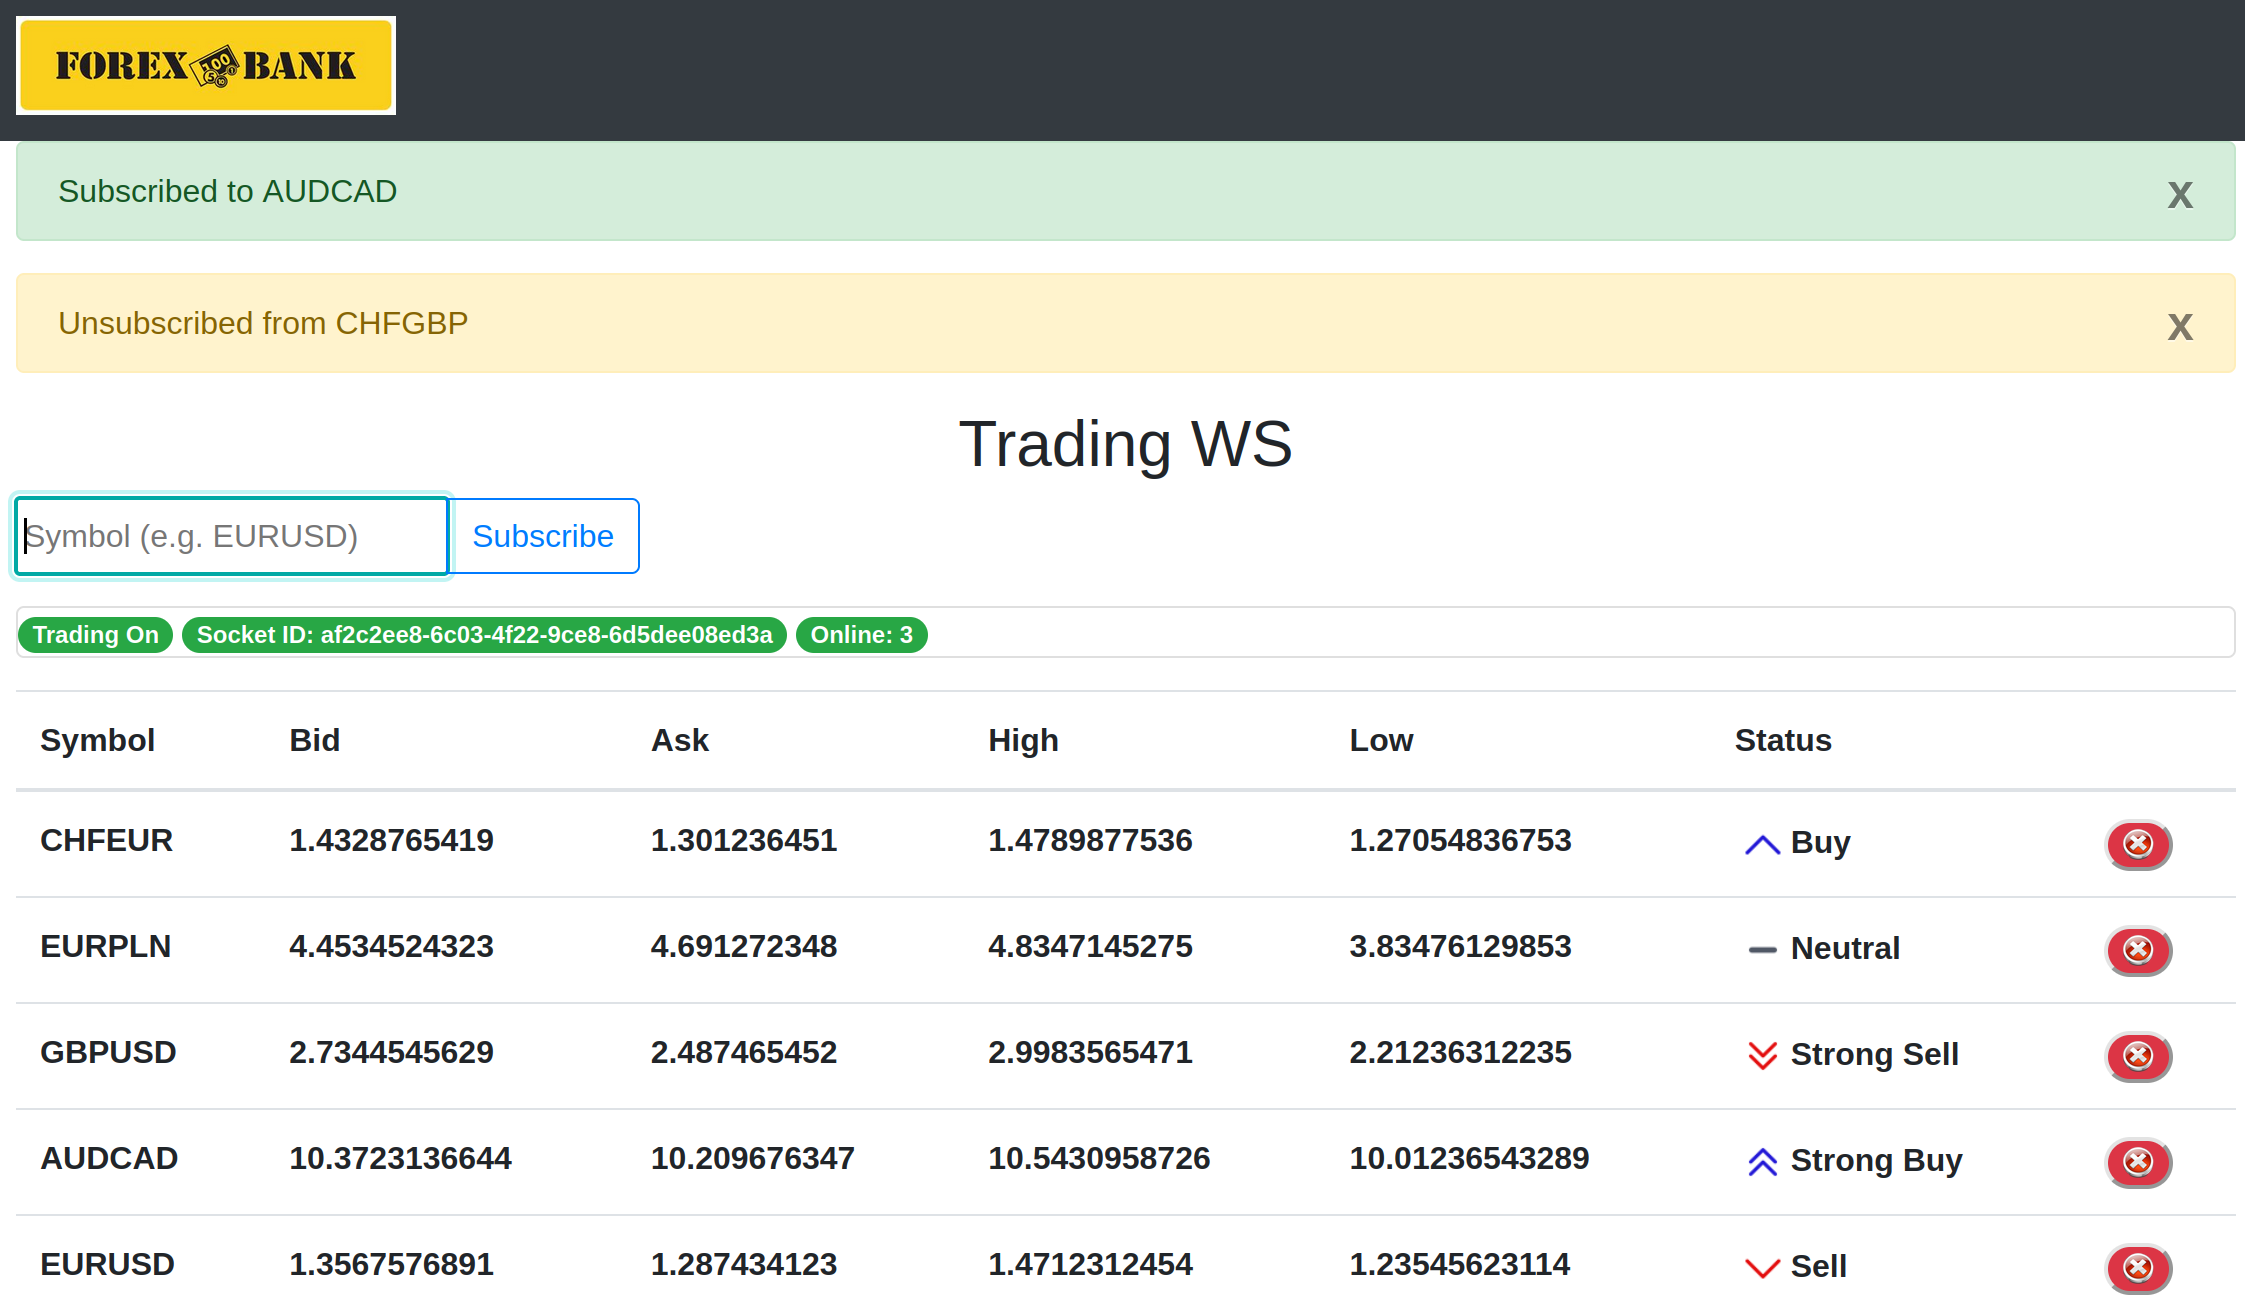 FOREX BANK
Subscribed to AUDCAD x
Unsubscribed from CHFGBP x
Trading WS
Symbol (e.g. EURUSD) Subscribe
Trading On Socket ID: af2c2ee8-6c03-4f22-9ce8-6d5dee08ed3a Online: 3
Symbol Bid Ask High Low Status
CHFEUR 1.4328765419 1.301236451 1.4789877536 1.27054836753 Buy
EURPLN 4.4534524323 4.691272348 4.8347145275 3.83476129853 Neutral
GBPUSD 2.7344545629 2.487465452 2.9983565471 2.21236312235 Strong Sell
AUDCAD 10.3723136644 10.209676347 10.5430958726 10.01236543289 Strong Buy
EURUSD 1.3567576891 1.287434123 1.4712312454 1.23545623114 Sell